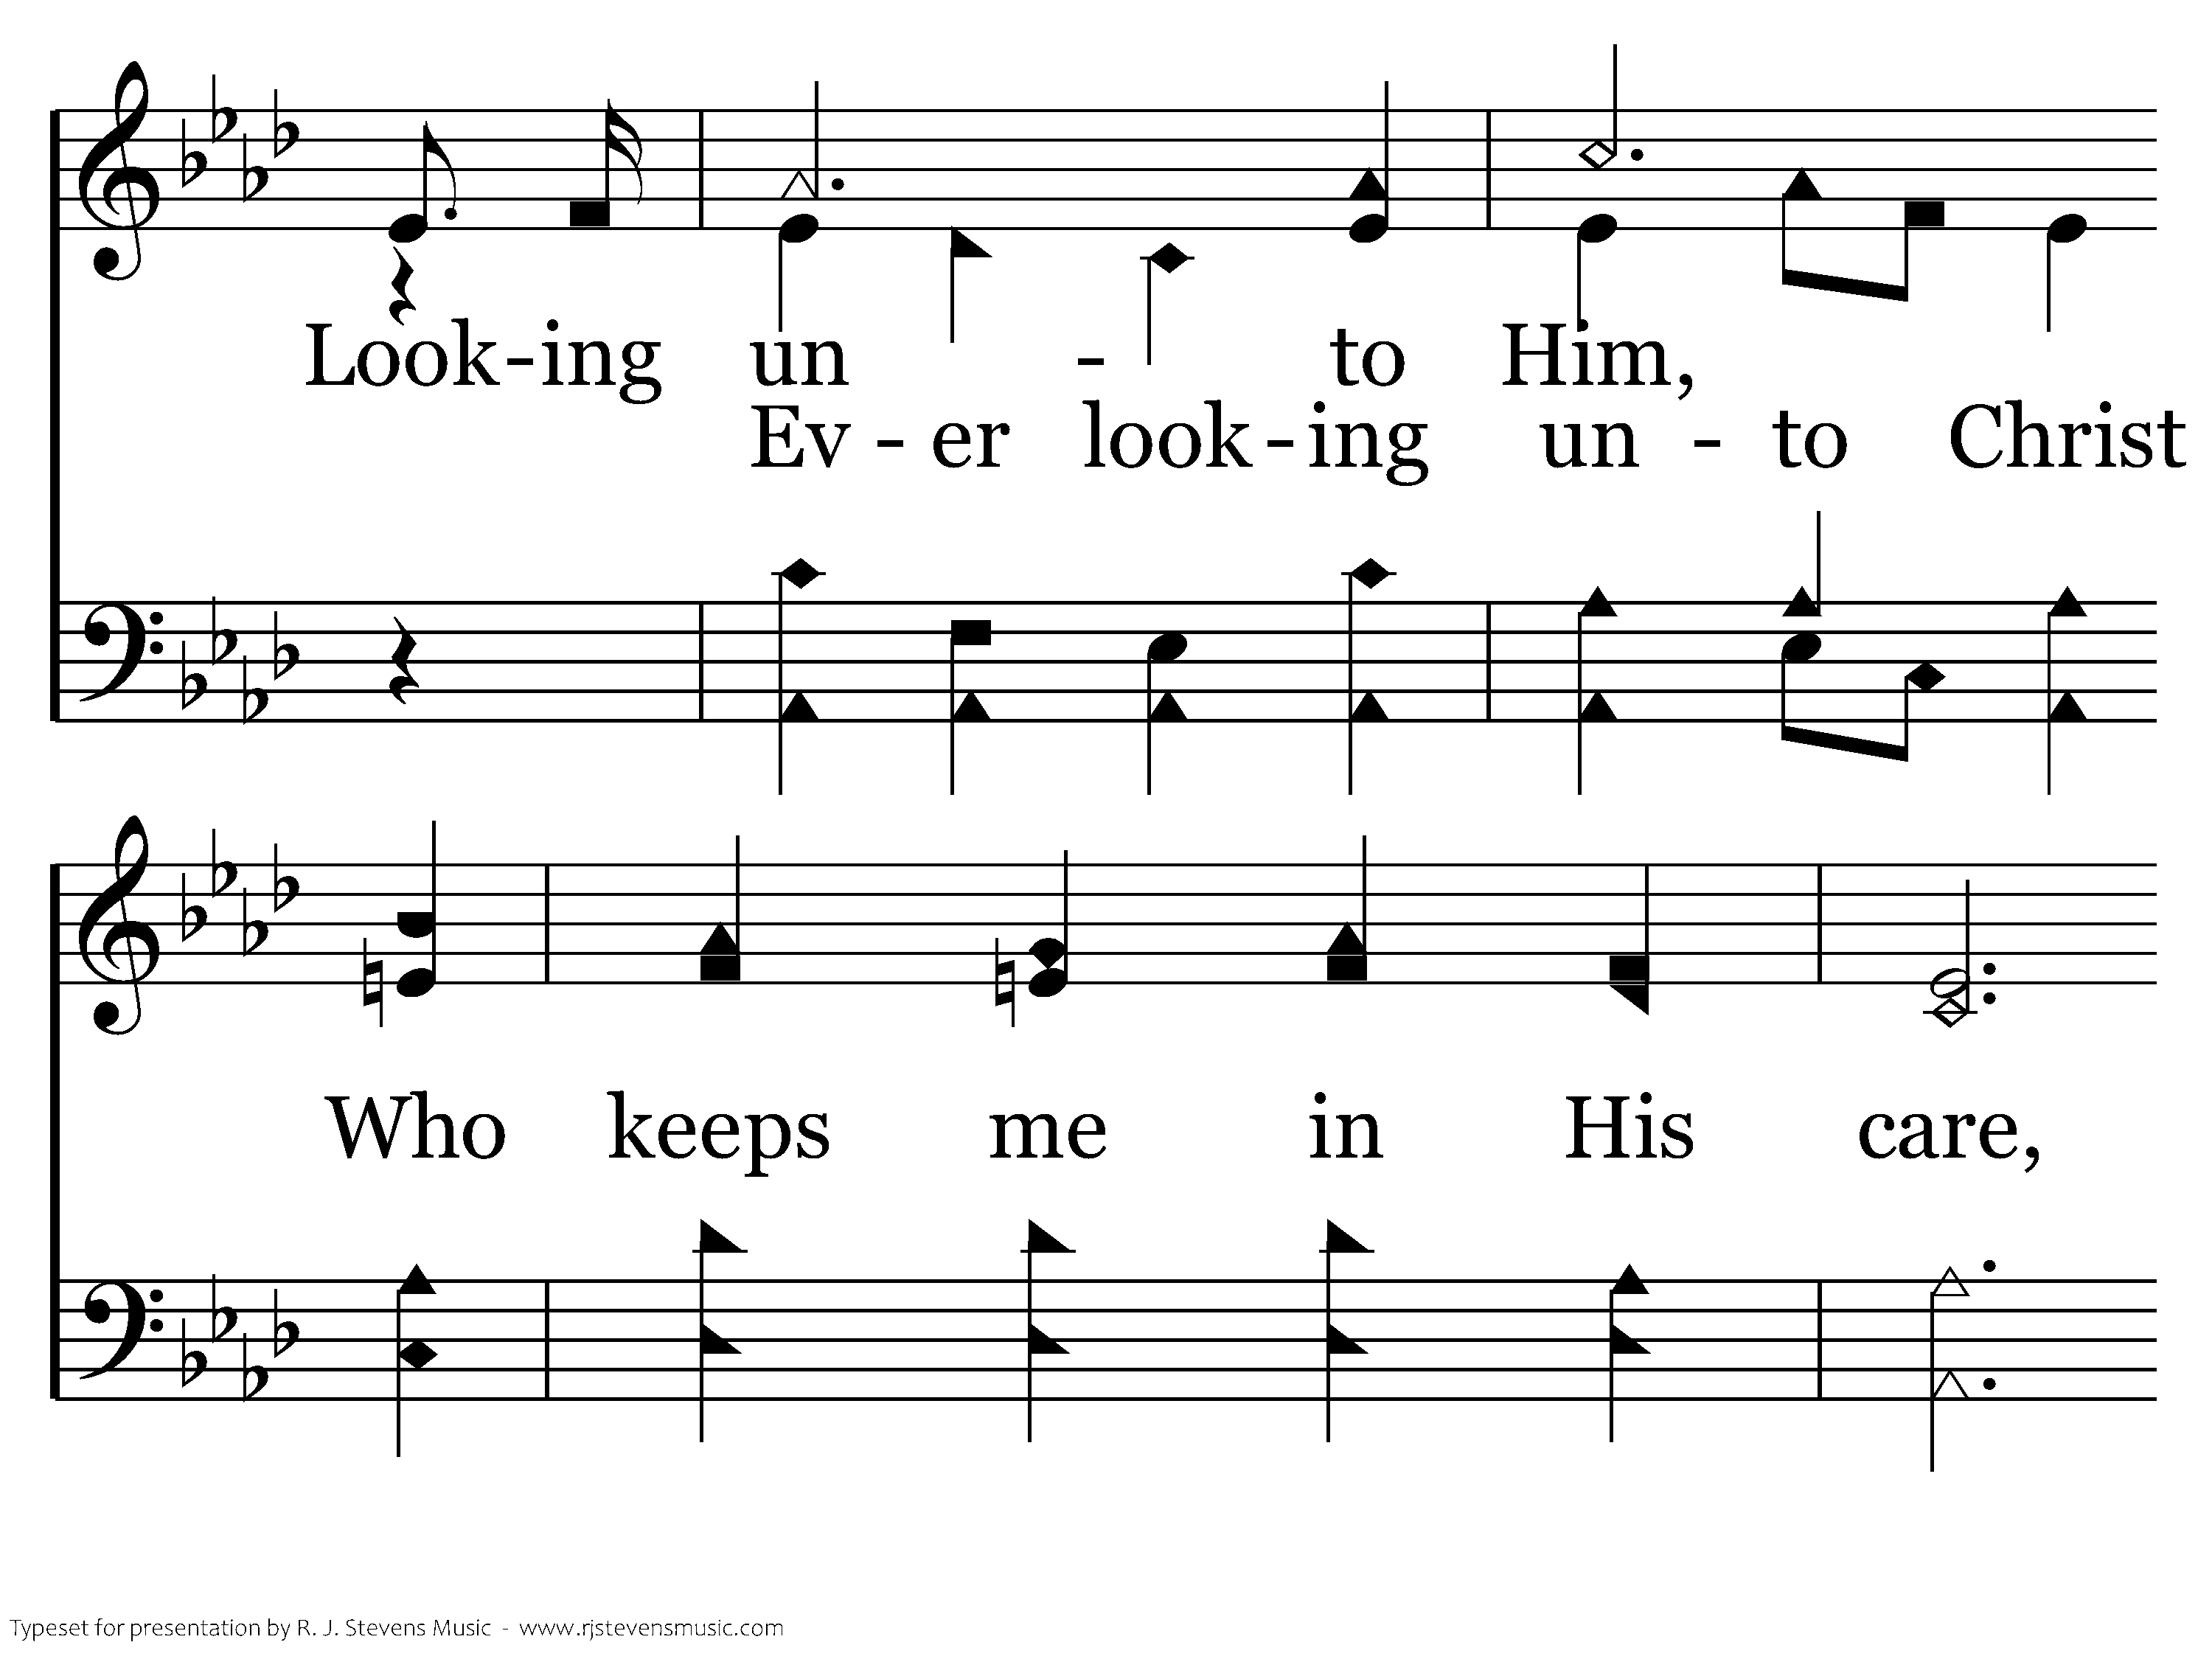 Look-ing un - to Him,
Ev - er look-ing un - to Christ
Who keeps me in His care,
Typeset for presentation by R. J. Stevens Music - www.rjstevensmusic.com